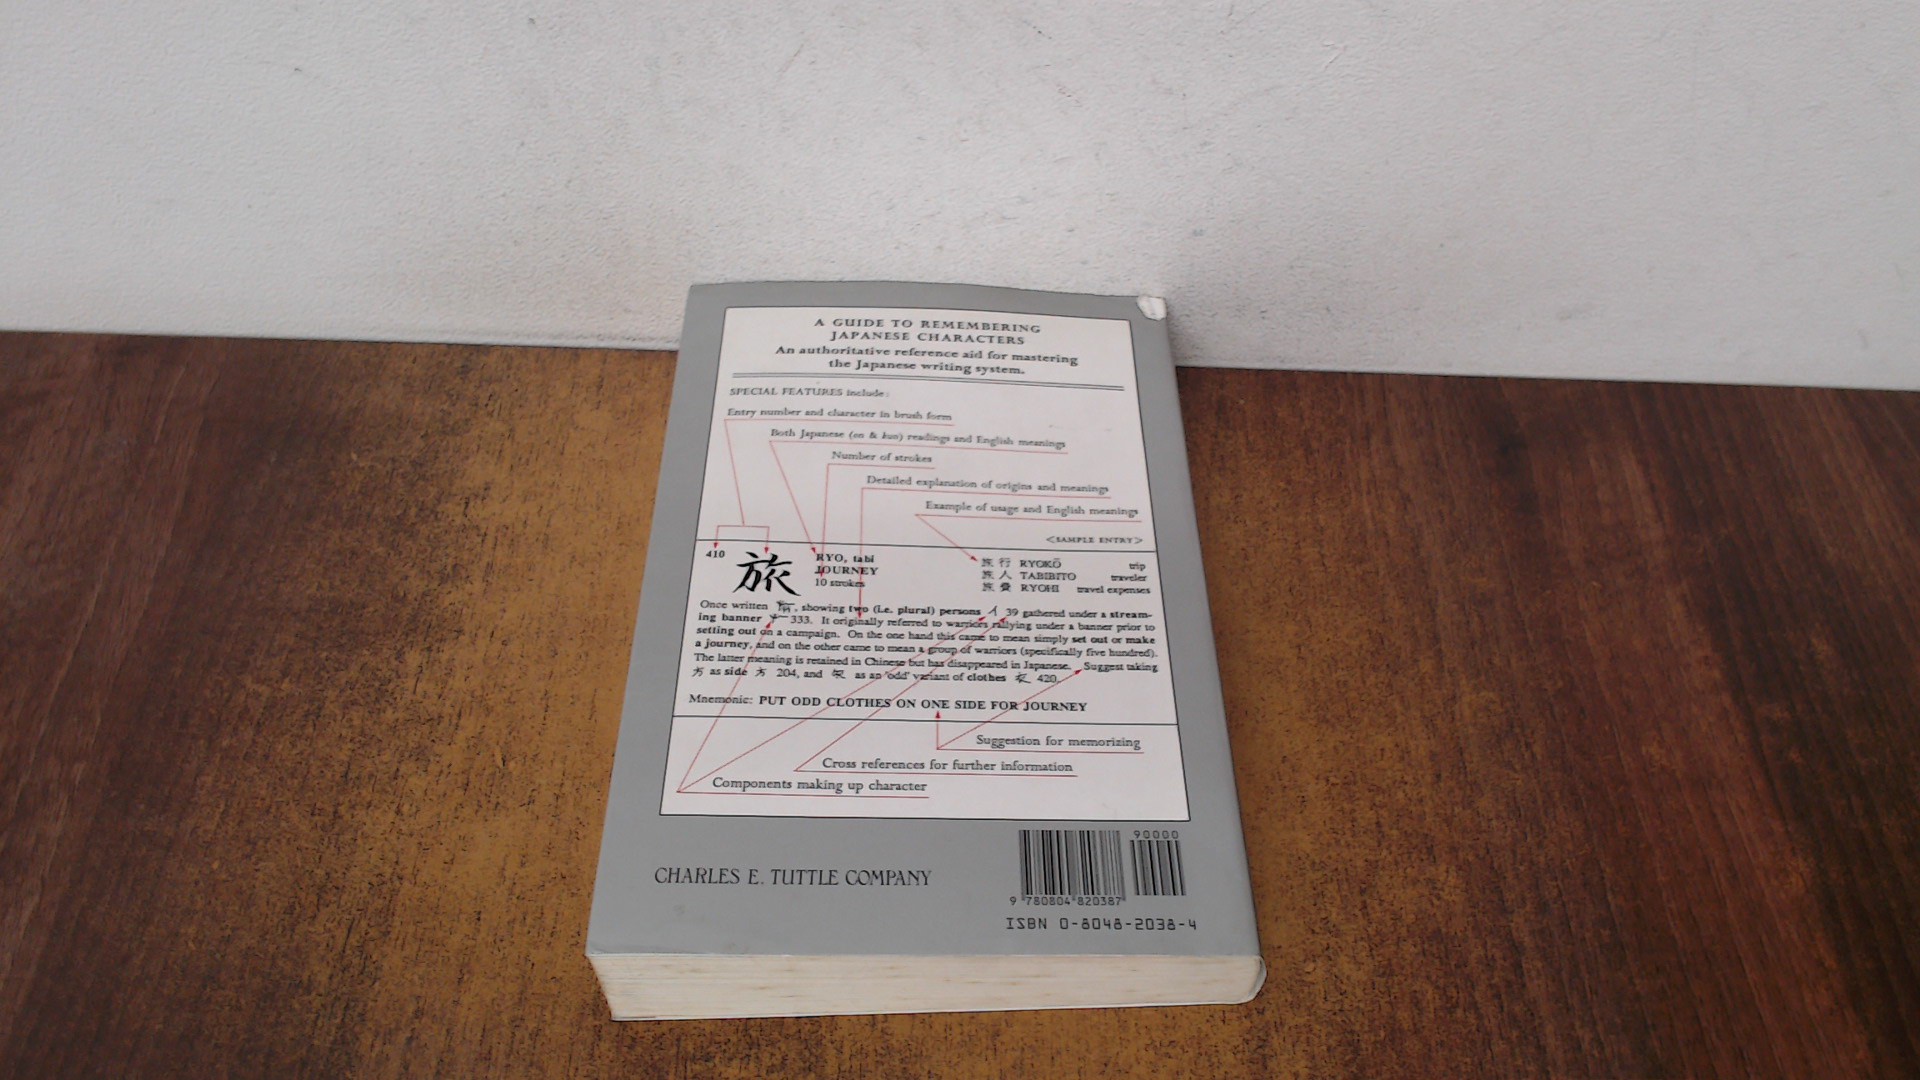 A GUIDE TO REMEMBERING
JAPANESE CHARACTERS
An authoritative reference aid for mastering
the Japanese writing system.
SPECIAL FEATURES include:
Entry number and character in brush form
Both Japanese (on & kun) readings and English meanings
Number of strokes
Detailed explanation of origins and meanings
Example of usage and English meanings
<SAMPLE ENTRY>
410 旅 RYO, tabi
JOURNEY
10 strokes
旅行 RYOKŌ trip
旅人 TABIBITO traveler
旅費 RYOHI travel expenses
Once written , showing two (i.e. plural) persons 39 gathered under a stream-
ing banner 333. It originally referred to warriors rallying under a banner prior to
setting out on a campaign. On the one hand this came to mean simply set out or make
a journey, and on the other came to mean a group of warriors (specifically five hundred).
The latter meaning is retained in Chinese but has disappeared in Japanese. Suggest taking
方 as side 方 204, and as an 'odd' variant of clothes 衣 420.
Mnemonic: PUT ODD CLOTHES ON ONE SIDE FOR JOURNEY
Suggestion for memorizing
Cross references for further information
Components making up character
CHARLES E. TUTTLE COMPANY
90000
9 780804 820387
ISBN 0-8048-2038-4